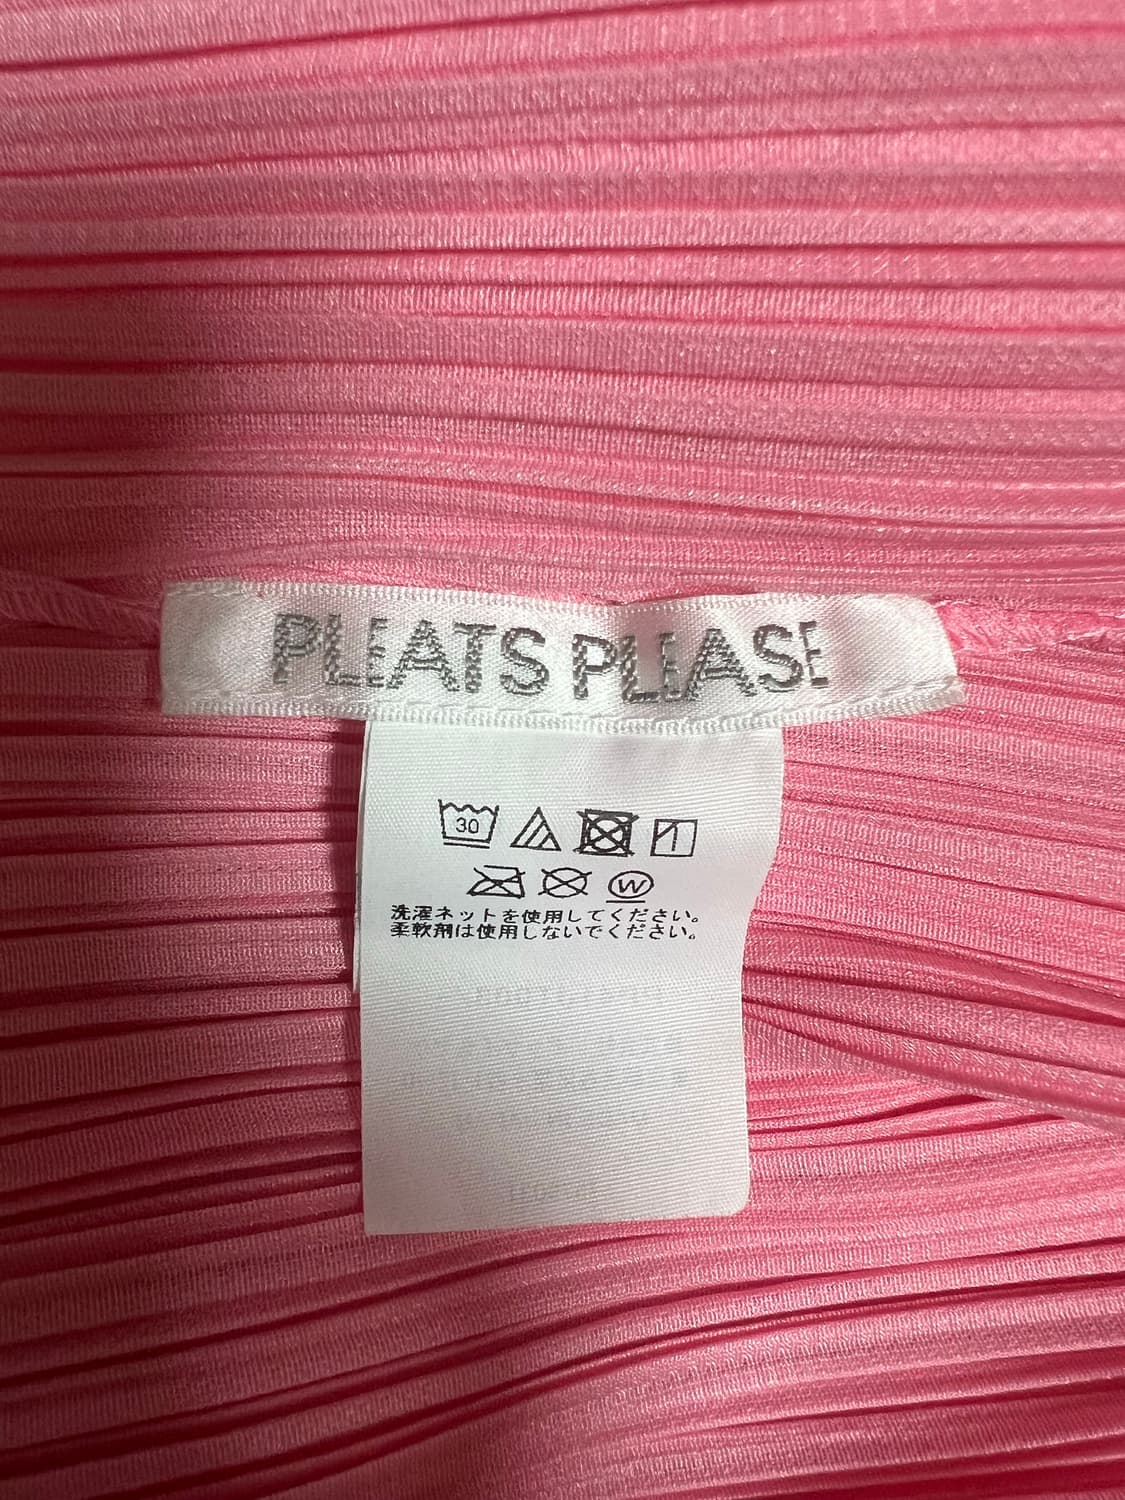 PLEATS PLEASE
30
W
洗濯ネットを使用してください。
柔軟剤は使用しないでください。